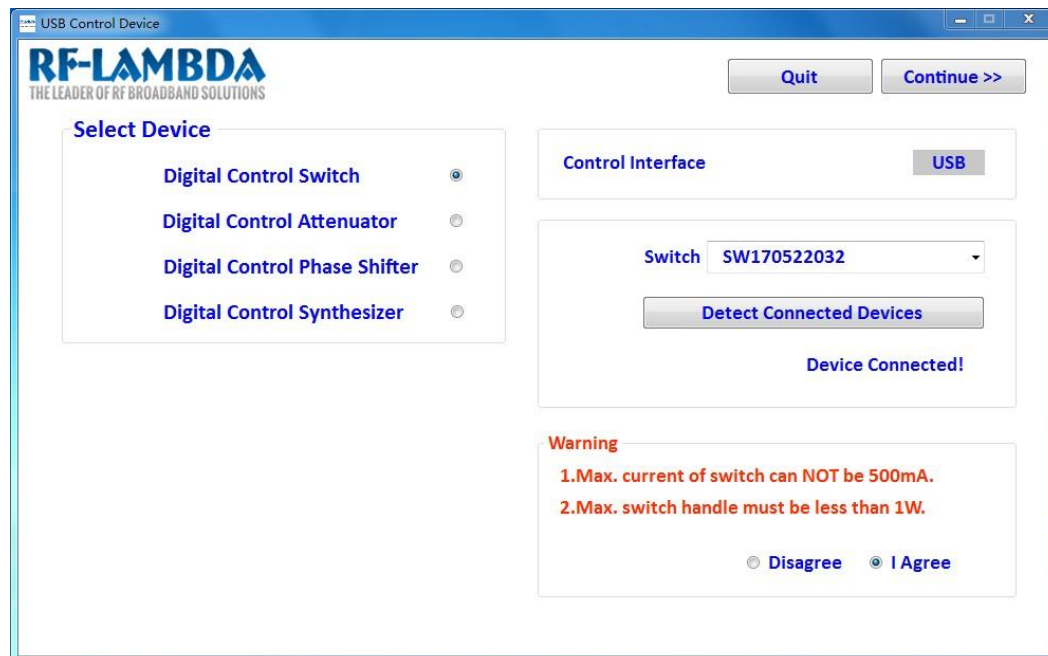 USB Control Device
RF-LAMBDA
THE LEADER OF RF BROADBAND SOLUTIONS
Quit
Continue >>
Select Device
Digital Control Switch
Digital Control Attenuator
Digital Control Phase Shifter
Digital Control Synthesizer
Control Interface USB
Switch SW170522032
Detect Connected Devices
Device Connected!
Warning
1.Max. current of switch can NOT be 500mA.
2.Max. switch handle must be less than 1W.
Disagree I Agree